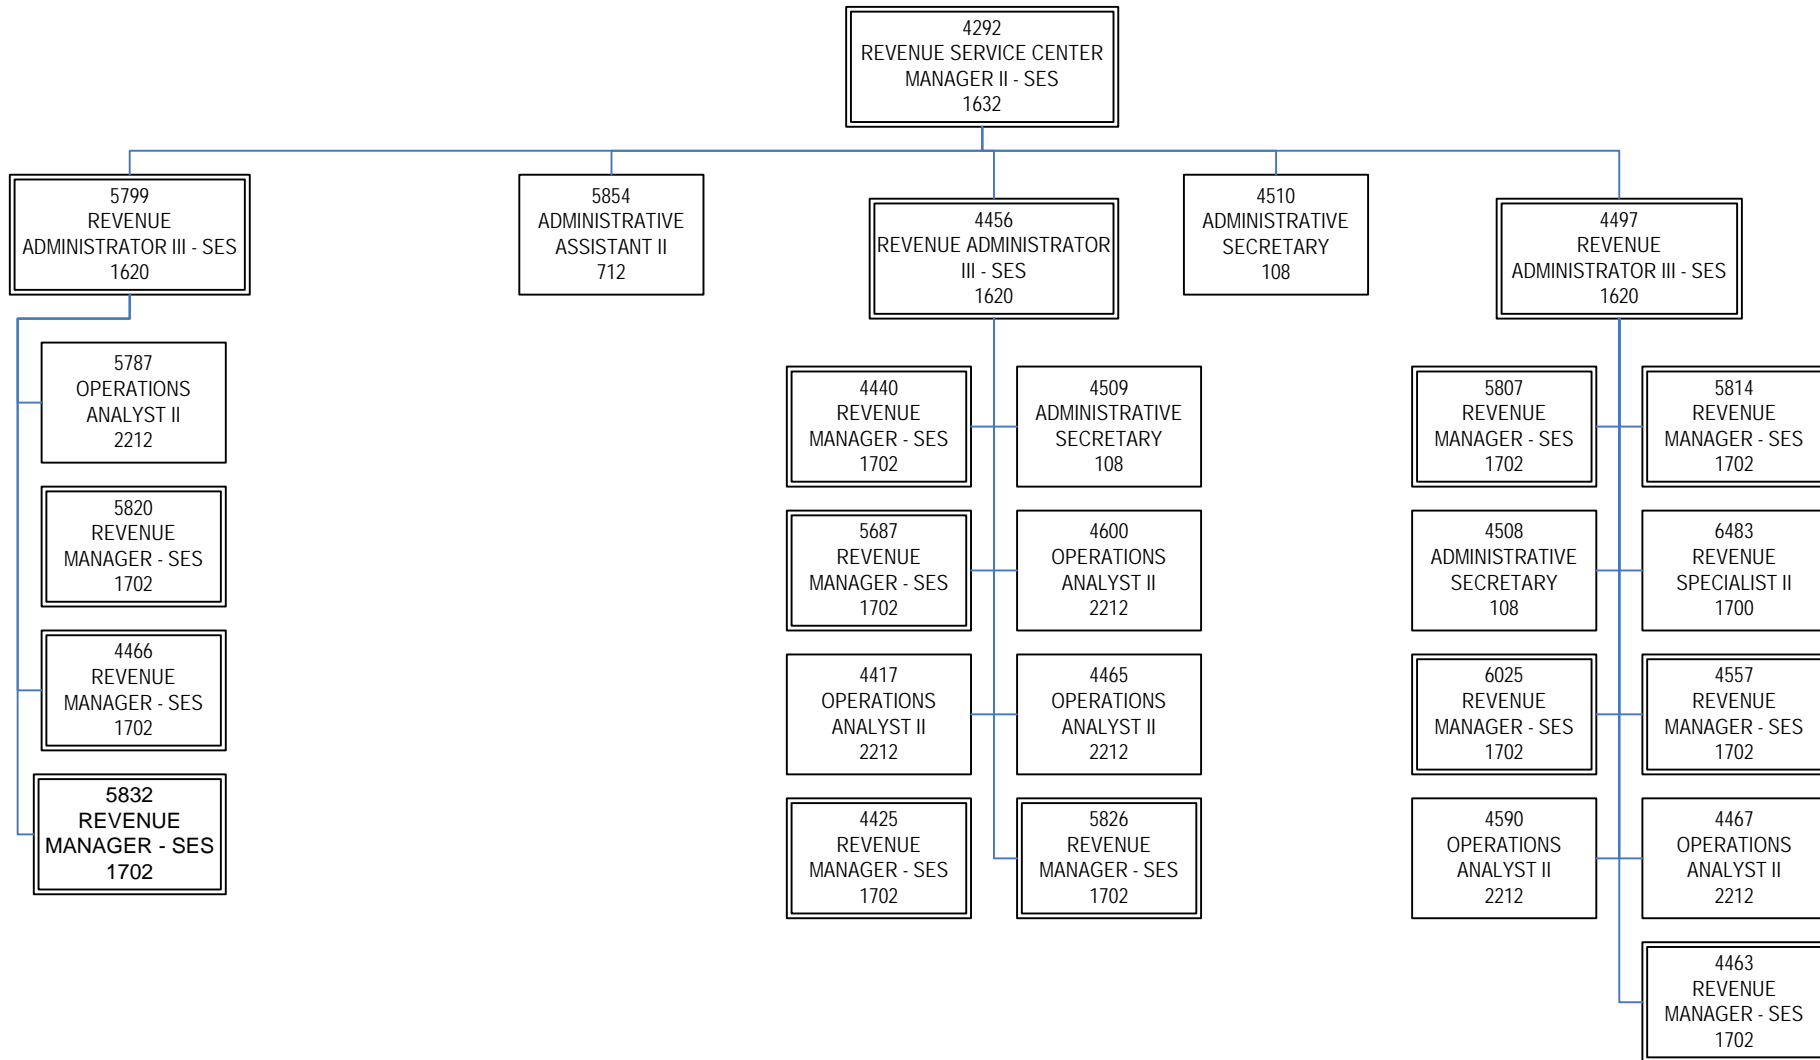 4292
REVENUE SERVICE CENTER
MANAGER II - SES
1632
5799
REVENUE
ADMINISTRATOR III - SES
1620
5854
ADMINISTRATIVE
ASSISTANT II
712
4456
REVENUE ADMINISTRATOR
III - SES
1620
4510
ADMINISTRATIVE
SECRETARY
108
4497
REVENUE
ADMINISTRATOR III - SES
1620
5787
OPERATIONS
ANALYST II
2212
5820
REVENUE
MANAGER - SES
1702
4466
REVENUE
MANAGER - SES
1702
5832
REVENUE
MANAGER - SES
1702
4440
REVENUE
MANAGER - SES
1702
4509
ADMINISTRATIVE
SECRETARY
108
5687
REVENUE
MANAGER - SES
1702
4600
OPERATIONS
ANALYST II
2212
4417
OPERATIONS
ANALYST II
2212
4465
OPERATIONS
ANALYST II
2212
4425
REVENUE
MANAGER - SES
1702
5826
REVENUE
MANAGER - SES
1702
5807
REVENUE
MANAGER - SES
1702
5814
REVENUE
MANAGER - SES
1702
4508
ADMINISTRATIVE
SECRETARY
108
6483
REVENUE
SPECIALIST II
1700
6025
REVENUE
MANAGER - SES
1702
4557
REVENUE
MANAGER - SES
1702
4590
OPERATIONS
ANALYST II
2212
4467
OPERATIONS
ANALYST II
2212
4463
REVENUE
MANAGER - SES
1702